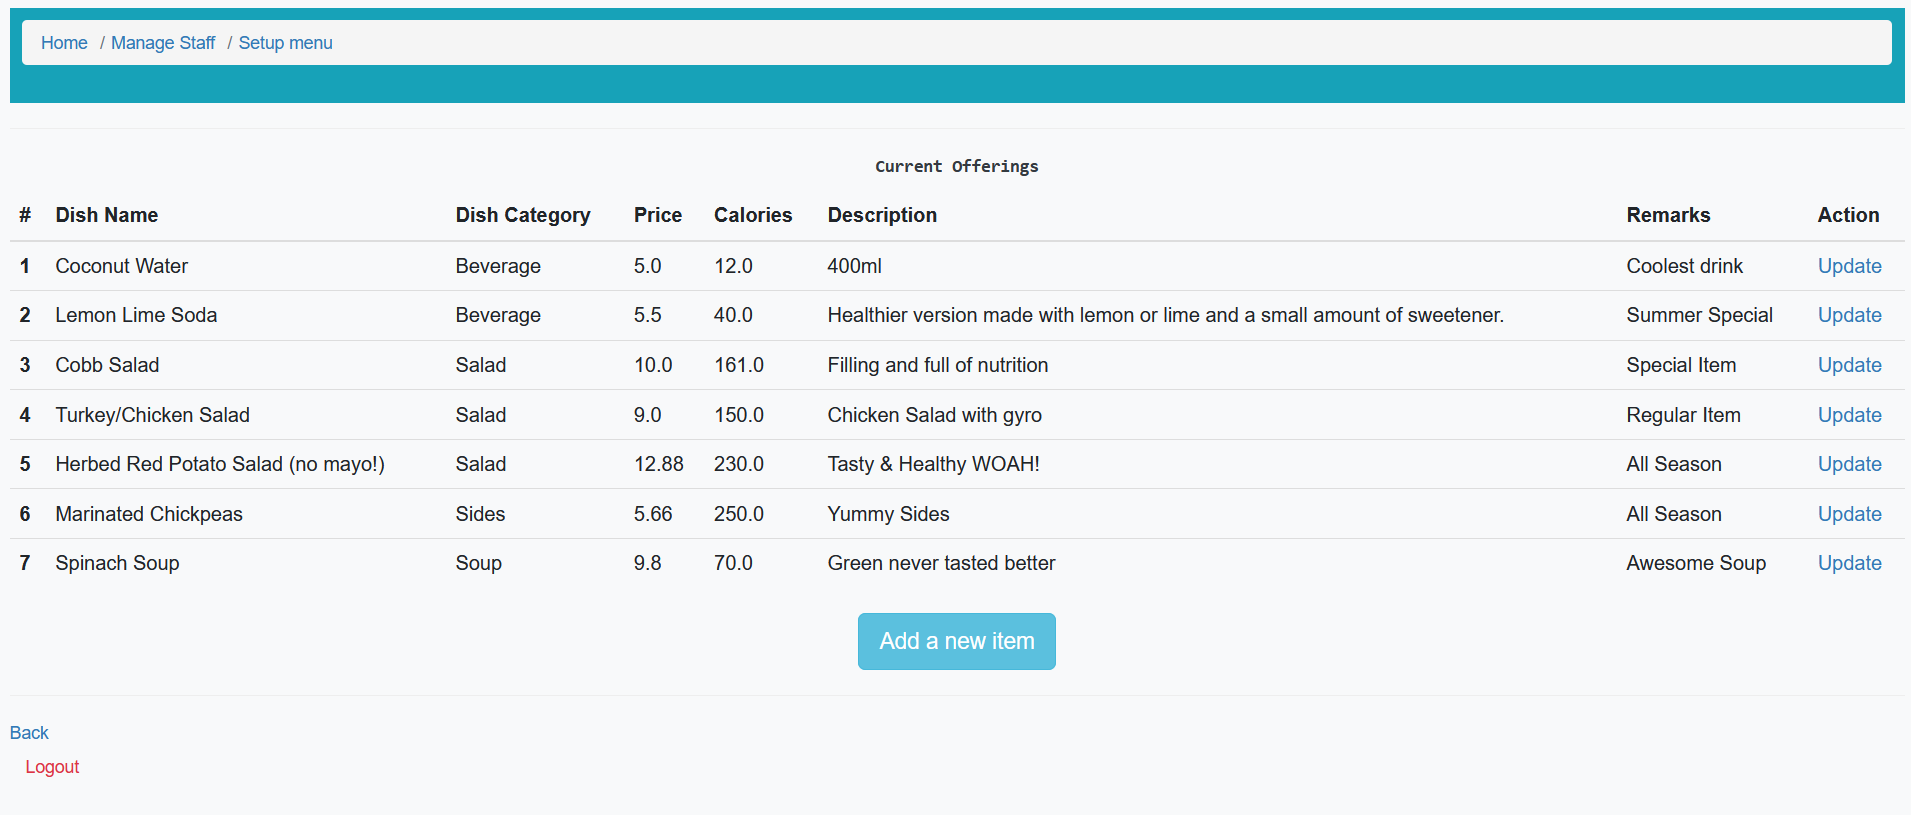 Home / Manage Staff / Setup menu
Current Offerings
# Dish Name Dish Category Price Calories Description Remarks Action
1 Coconut Water Beverage 5.0 12.0 400ml Coolest drink Update
2 Lemon Lime Soda Beverage 5.5 40.0 Healthier version made with lemon or lime and a small amount of sweetener. Summer Special Update
3 Cobb Salad Salad 10.0 161.0 Filling and full of nutrition Special Item Update
4 Turkey/Chicken Salad Salad 9.0 150.0 Chicken Salad with gyro Regular Item Update
5 Herbed Red Potato Salad (no mayo!) Salad 12.88 230.0 Tasty & Healthy WOAH! All Season Update
6 Marinated Chickpeas Sides 5.66 250.0 Yummy Sides All Season Update
7 Spinach Soup Soup 9.8 70.0 Green never tasted better Awesome Soup Update
Add a new item
Back
Logout